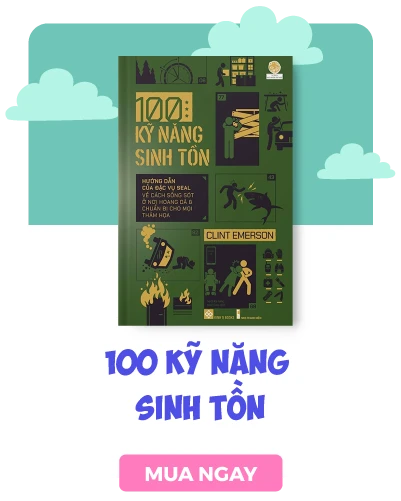 100:
KỸ NĂNG
SINH TỒN
HƯỚNG DẪN
CỦA ĐẶC VỤ SEAL
VỀ CÁCH SỐNG SÓT
Ở NƠI HOANG DÃ &
CHUẨN BỊ CHO MỌI
THẢM HỌA
CLINT EMERSON
100 KỸ NĂNG
SINH TỒN
MUA NGAY